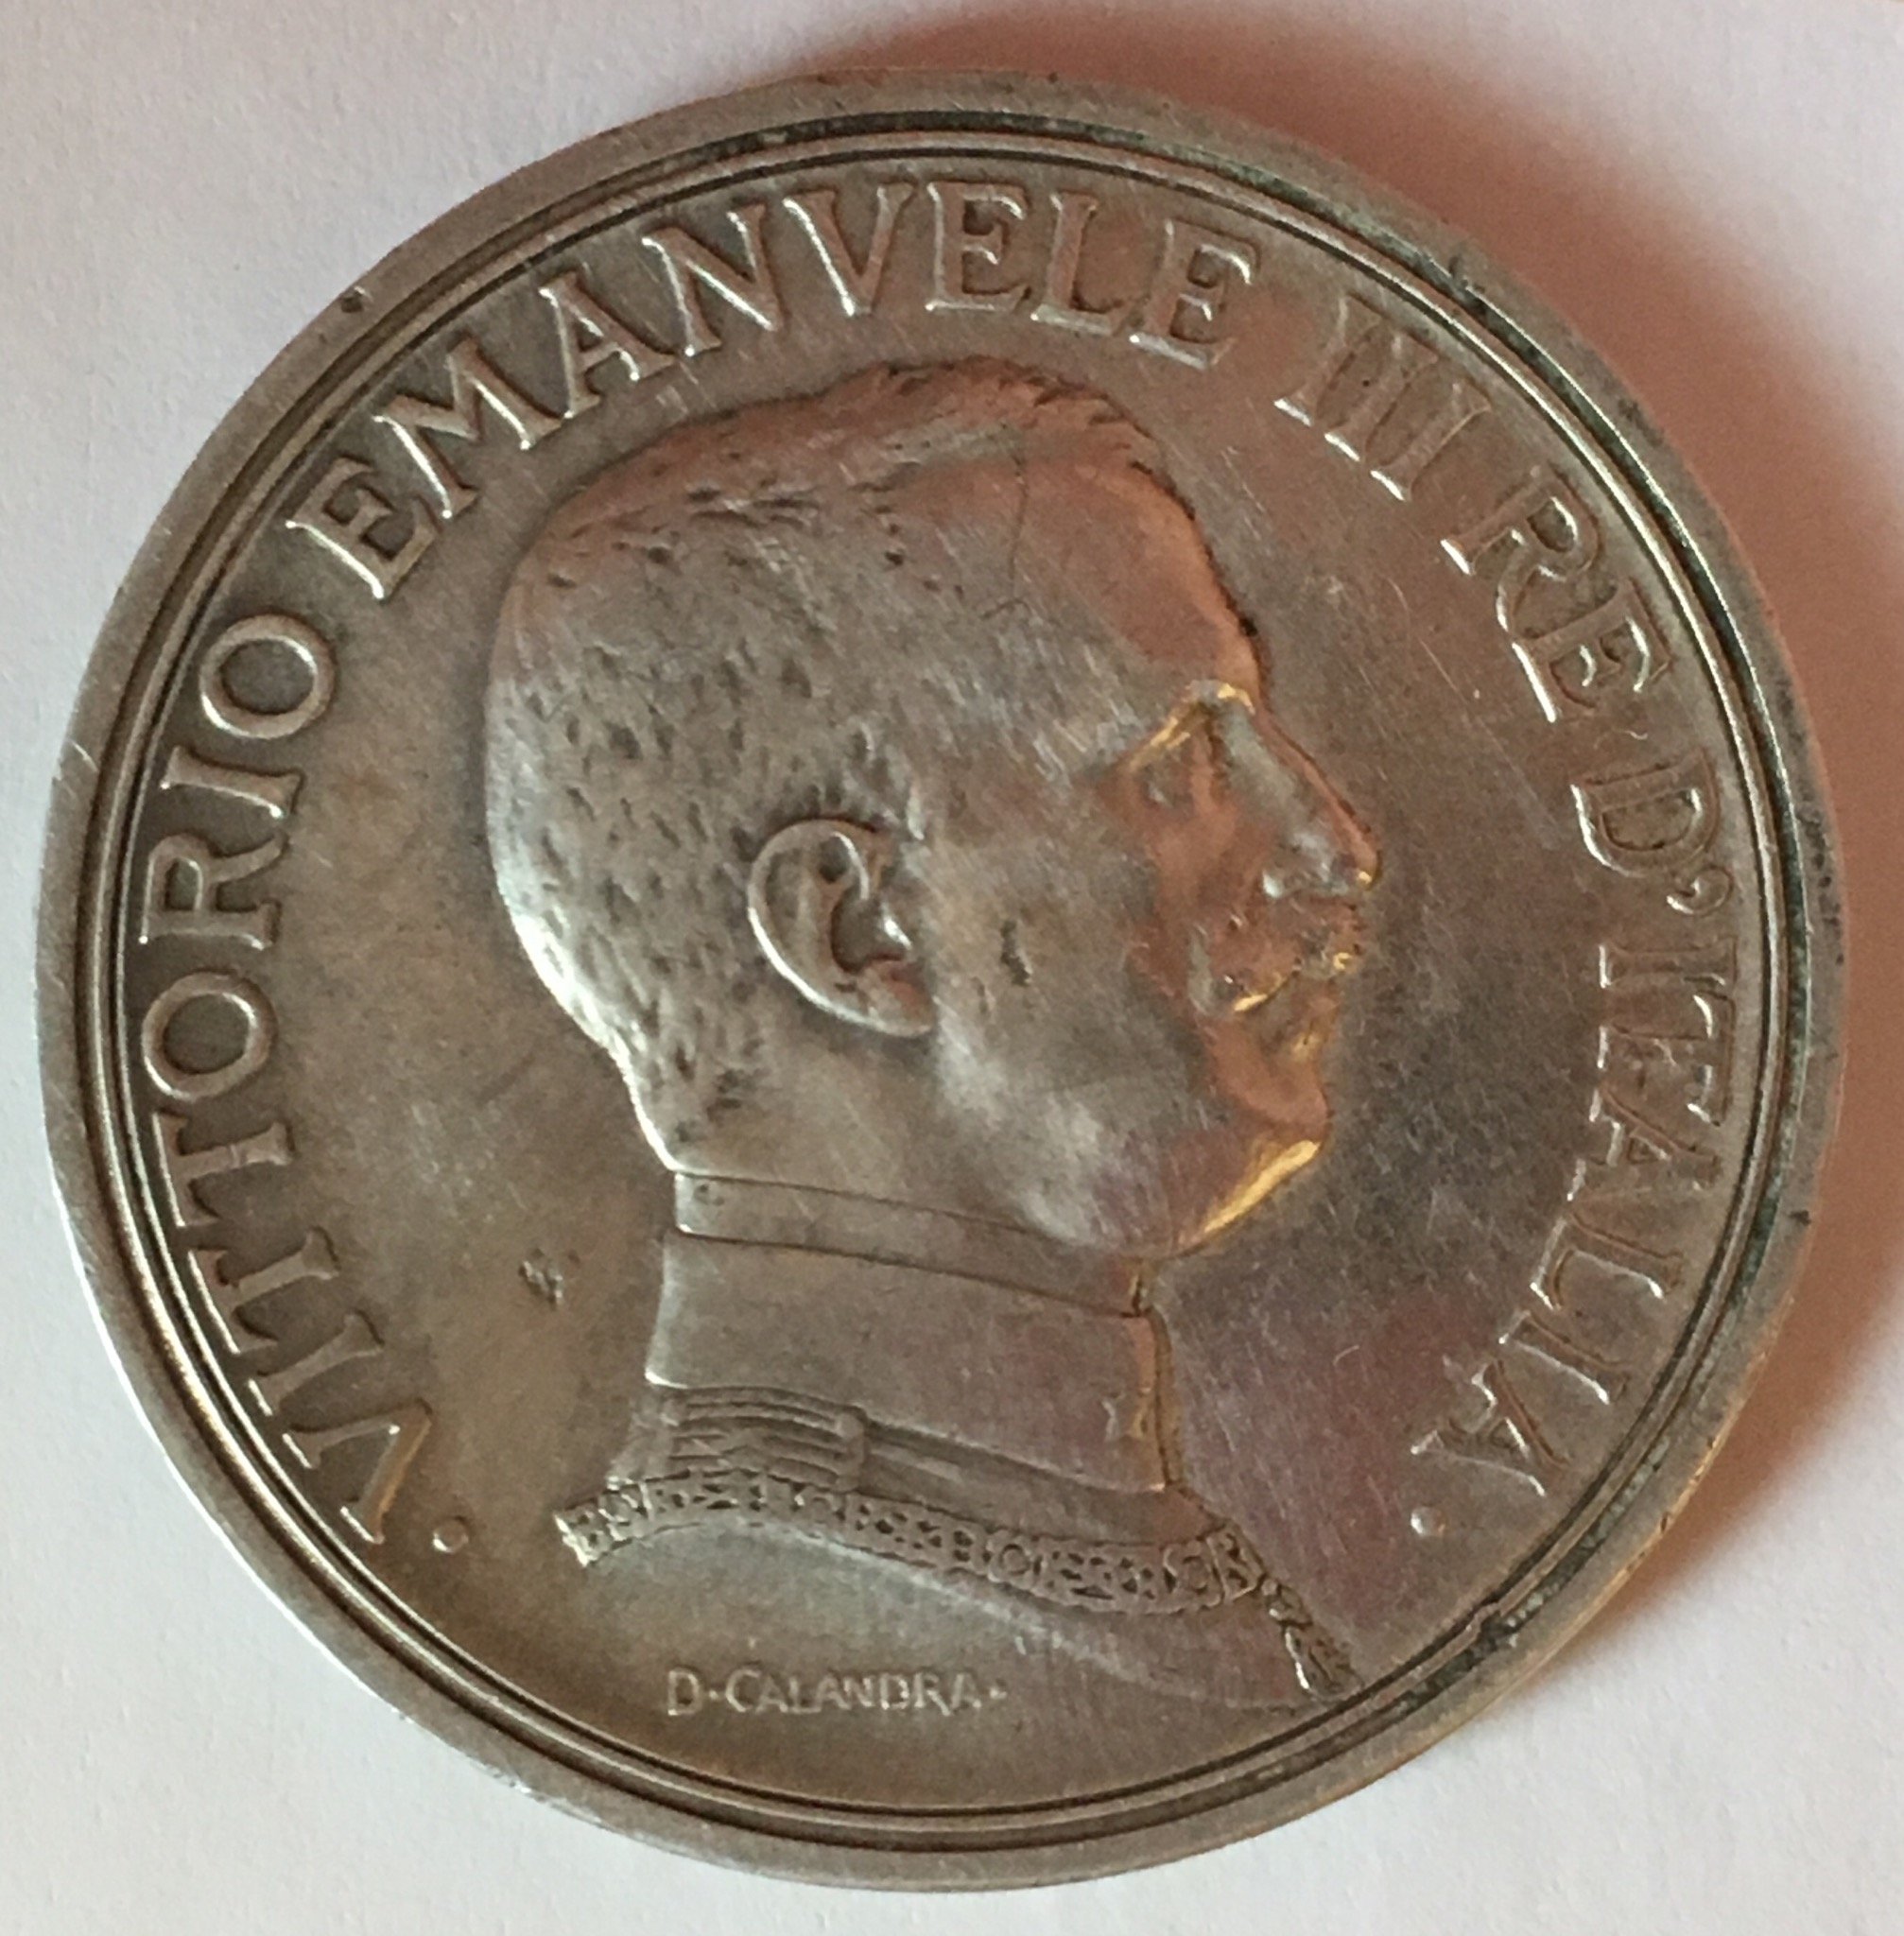 · VITTORIO EMANVELE III RE D'ITALIA ·
D·CALANDRA·